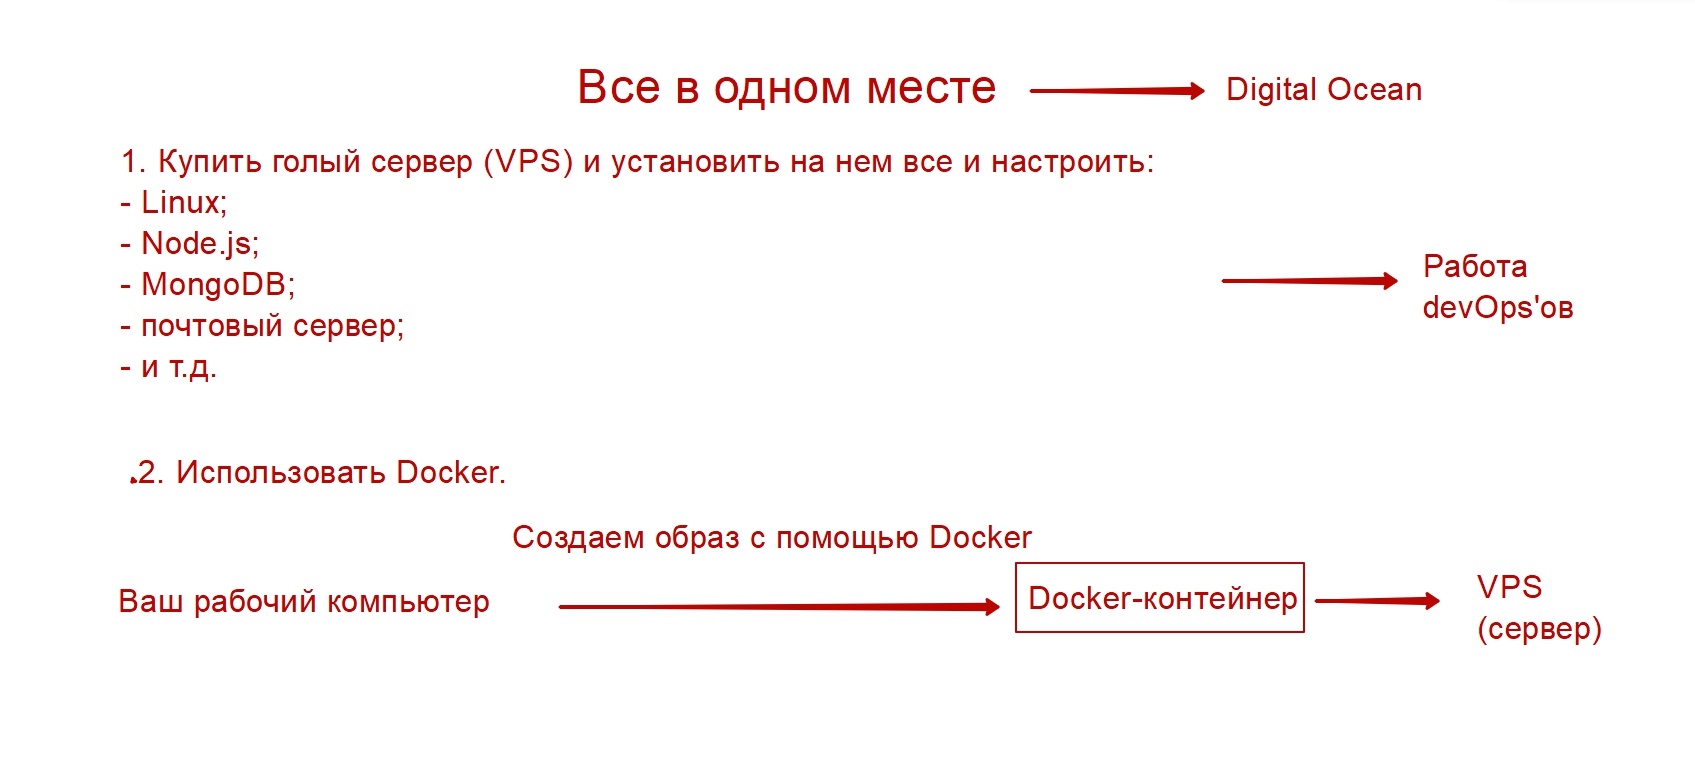 Все в одном месте
Digital Ocean
1. Купить голый сервер (VPS) и установить на нем все и настроить:
- Linux;
- Node.js;
- MongoDB;
- почтовый сервер;
- и т.д.
Работа
devOps'ов
2. Использовать Docker.
Создаем образ с помощью Docker
Ваш рабочий компьютер
Docker-контейнер
VPS
(сервер)